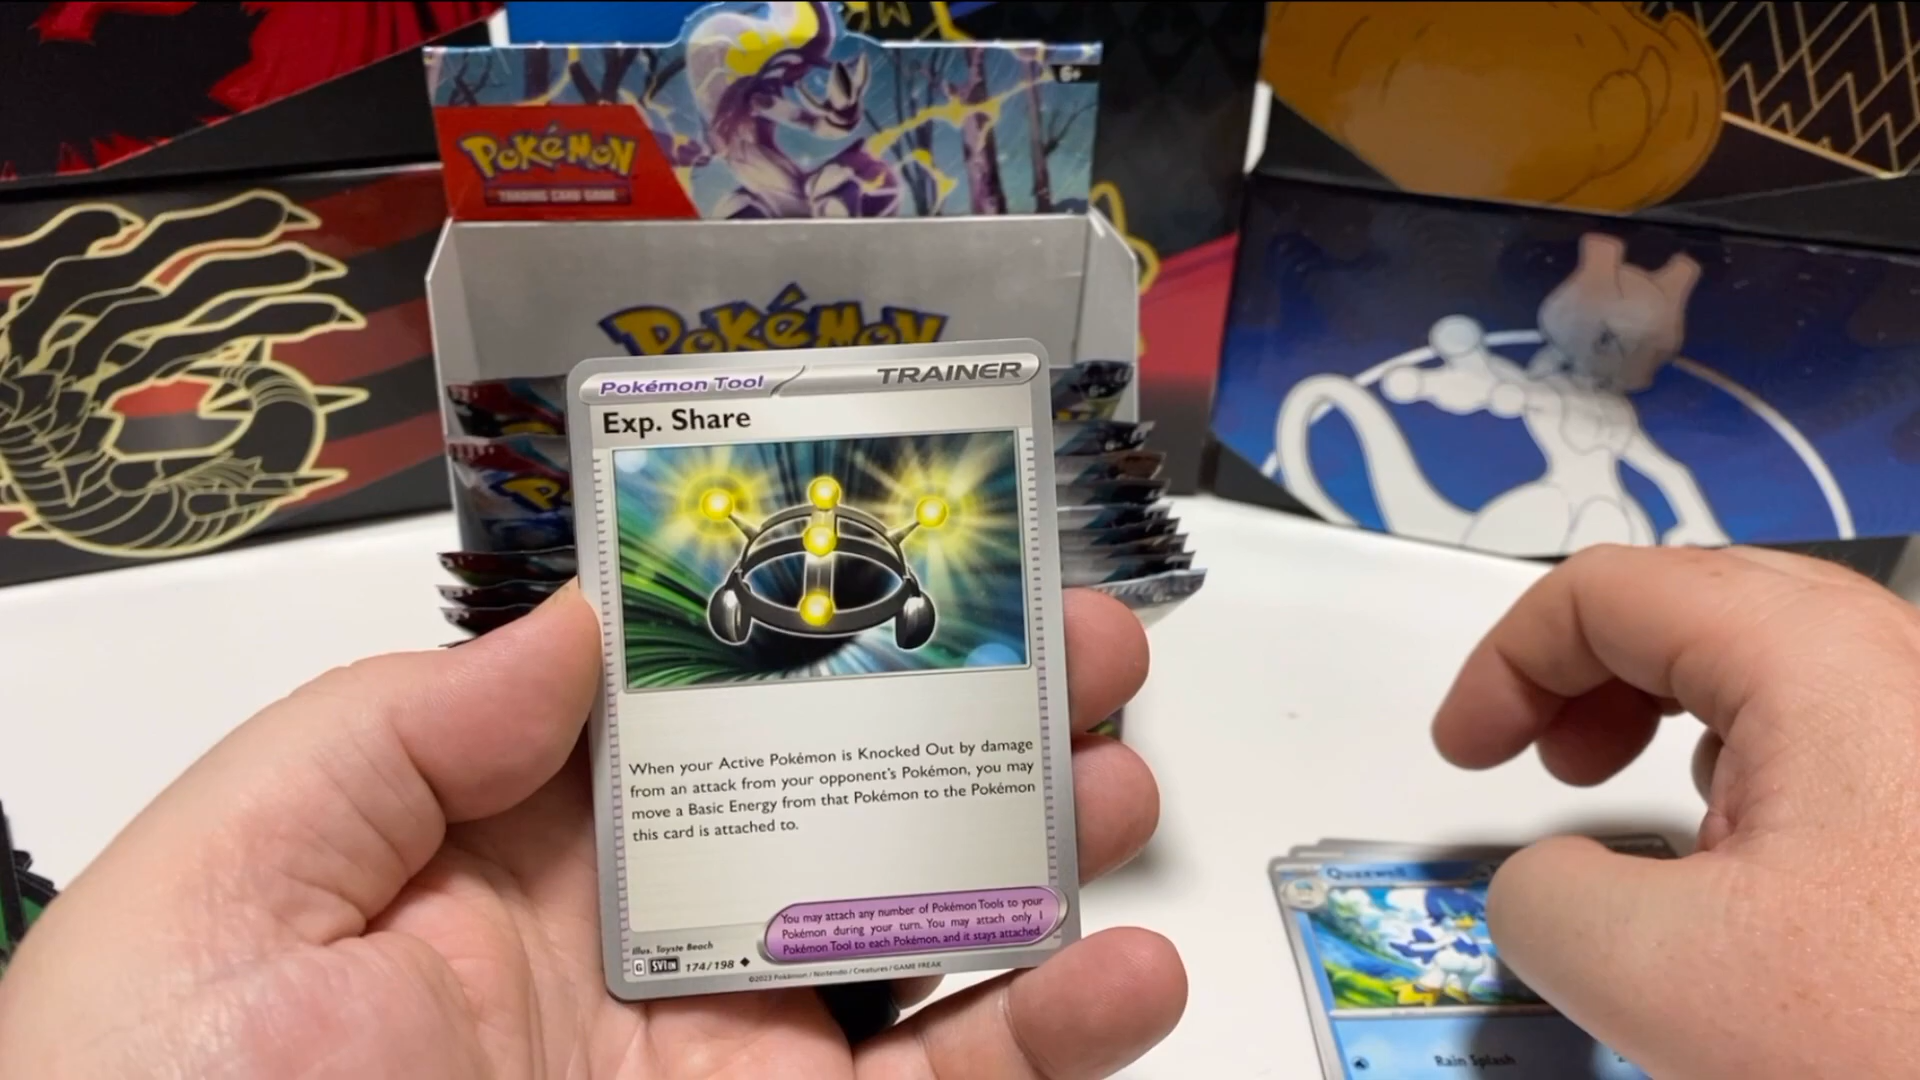 6+
POKéMON
TRADING CARD GAME
POKéMON
Pokémon Tool
TRAINER
Exp. Share
When your Active Pokémon is Knocked Out by damage
from an attack from your opponent's Pokémon, you may
move a Basic Energy from that Pokémon to the Pokémon
this card is attached to.
You may attach any number of Pokémon Tools to your
Pokémon during your turn. You may attach only 1
Pokémon Tool to each Pokémon, and it stays attached.
Illus. Toyste Beach
G SVI EN 174/198
©2023 Pokémon / Nintendo / Creatures / GAME FREAK
Quaxwell
Rain Splash